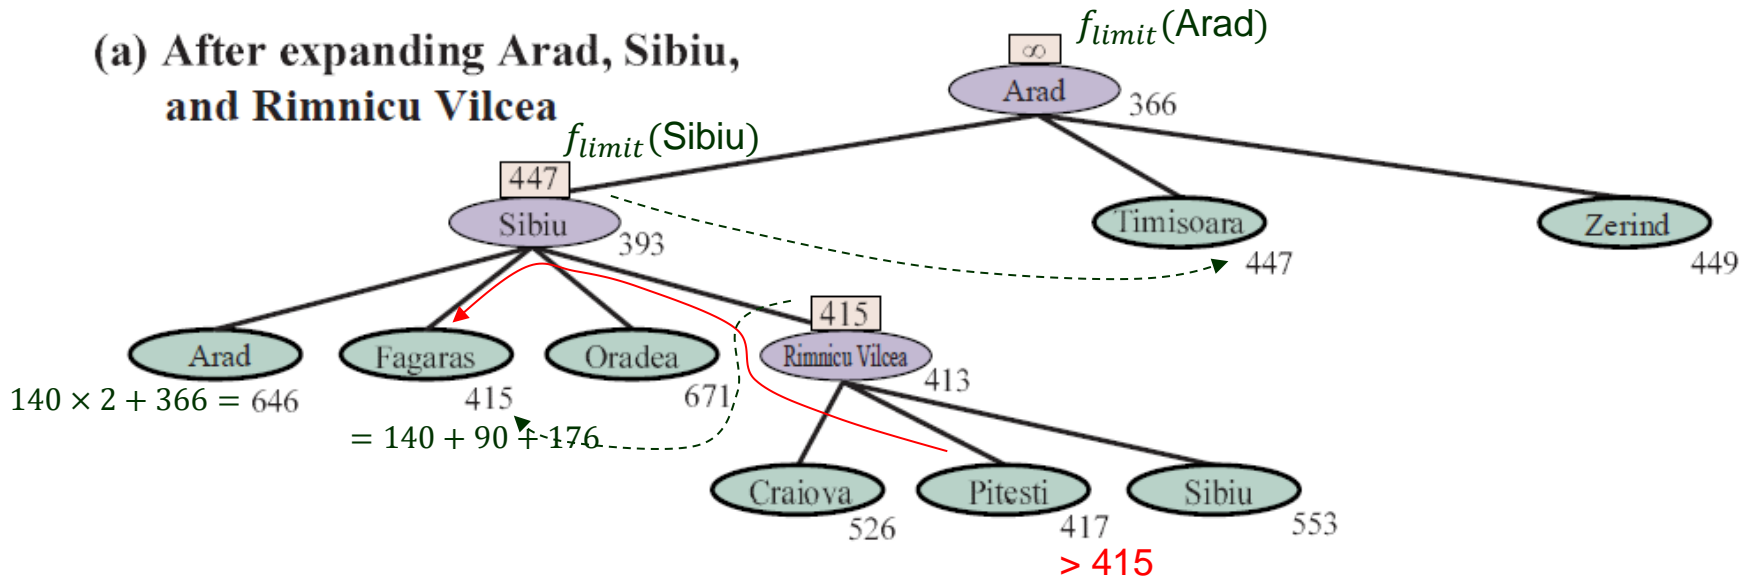 (a) After expanding Arad, Sibiu,
and Rimnicu Vilcea
f_limit(Arad)
∞
Arad
366
f_limit(Sibiu)
447
Sibiu
393
Timisoara
447
Zerind
449
Arad
140 × 2 + 366 = 646
Fagaras
415
= 140 + 90 + 176
Oradea
671
415
Rimnicu Vilcea
413
Craiova
526
Pitesti
417
> 415
Sibiu
553